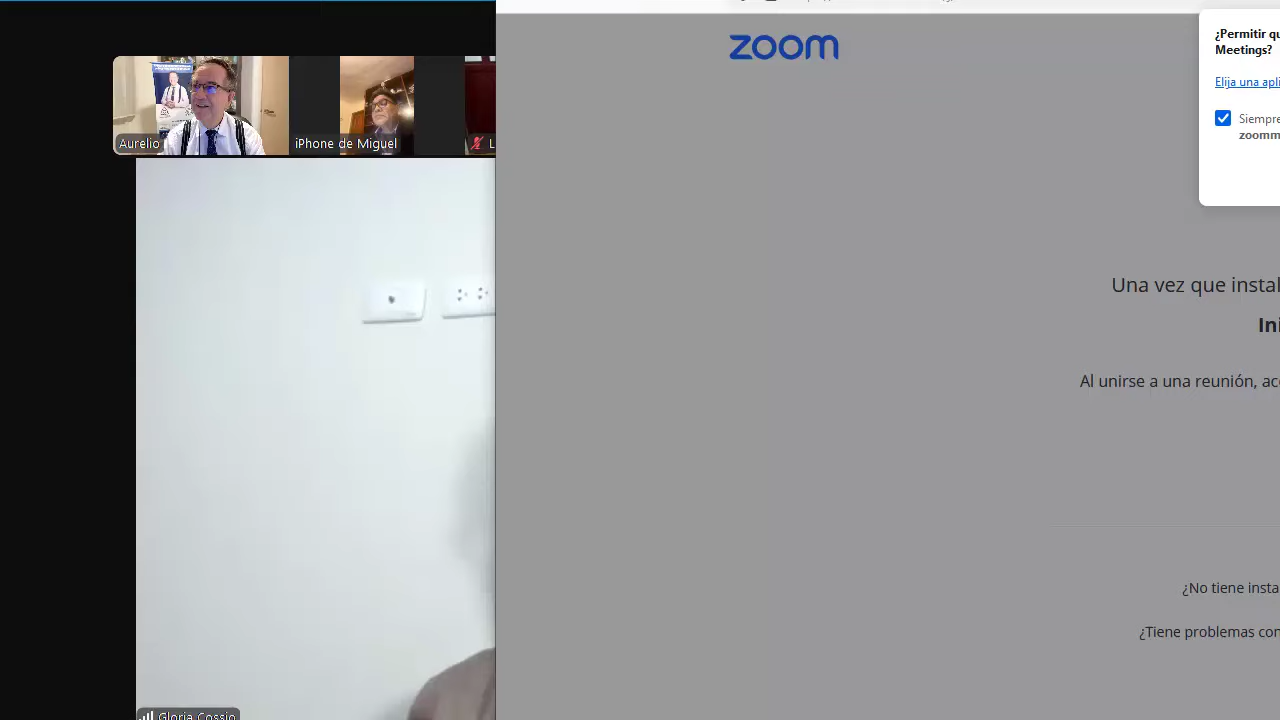 Aurelio
iPhone de Miguel
L
Gloria Cossio
zoom
¿Permitir qu
Meetings?
Elija una apli
Siempre
zoomm
Una vez que instal
Ini
Al unirse a una reunión, ac
¿No tiene insta
¿Tiene problemas con